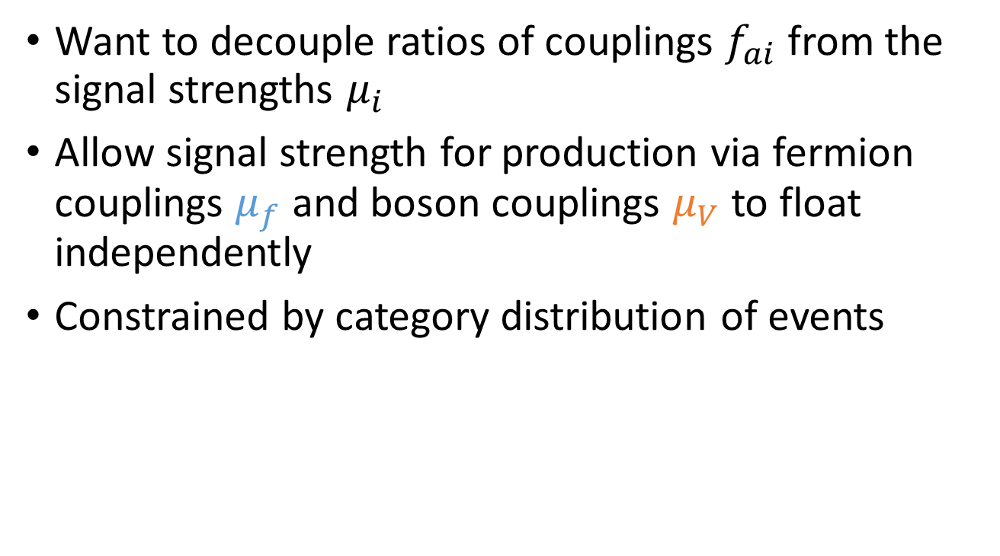 • Want to decouple ratios of couplings $f_{ai}$ from the
signal strengths $\mu_i$
• Allow signal strength for production via fermion
couplings $\mu_f$ and boson couplings $\mu_V$ to float
independently
• Constrained by category distribution of events